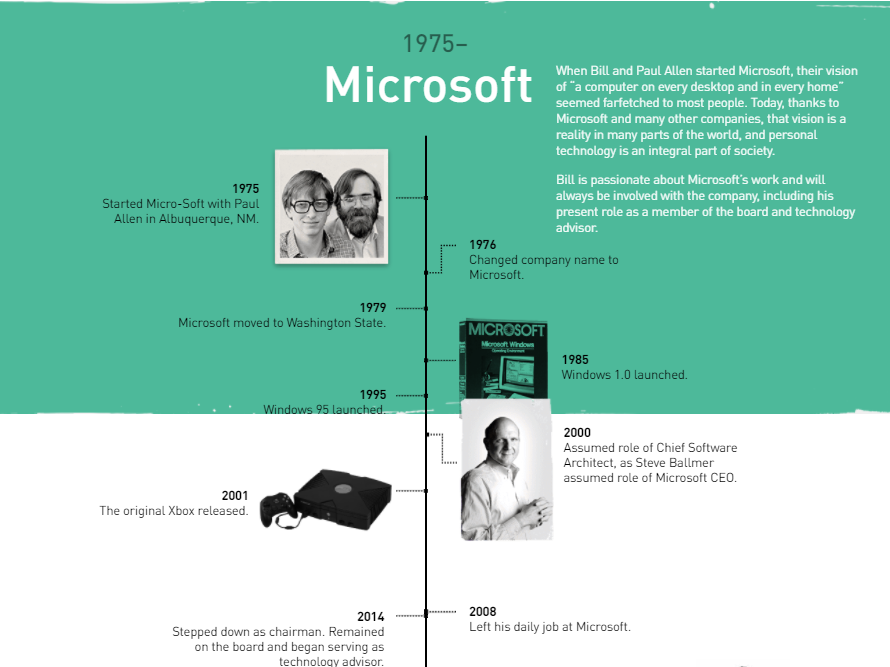 1975–
Microsoft
When Bill and Paul Allen started Microsoft, their vision
of “a computer on every desktop and in every home”
seemed farfetched to most people. Today, thanks to
Microsoft and many other companies, that vision is a
reality in many parts of the world, and personal
technology is an integral part of society.
Bill is passionate about Microsoft’s work and will
always be involved with the company, including his
present role as a member of the board and technology
advisor.
1975
Started Micro-Soft with Paul
Allen in Albuquerque, NM.
1976
Changed company name to
Microsoft.
1979
Microsoft moved to Washington State.
MICROSOFT
Microsoft Windows
Operating Environment
1985
Windows 1.0 launched.
1995
Windows 95 launched.
2000
Assumed role of Chief Software
Architect, as Steve Ballmer
assumed role of Microsoft CEO.
2001
The original Xbox released.
2008
Left his daily job at Microsoft.
2014
Stepped down as chairman. Remained
on the board and began serving as
technology advisor.